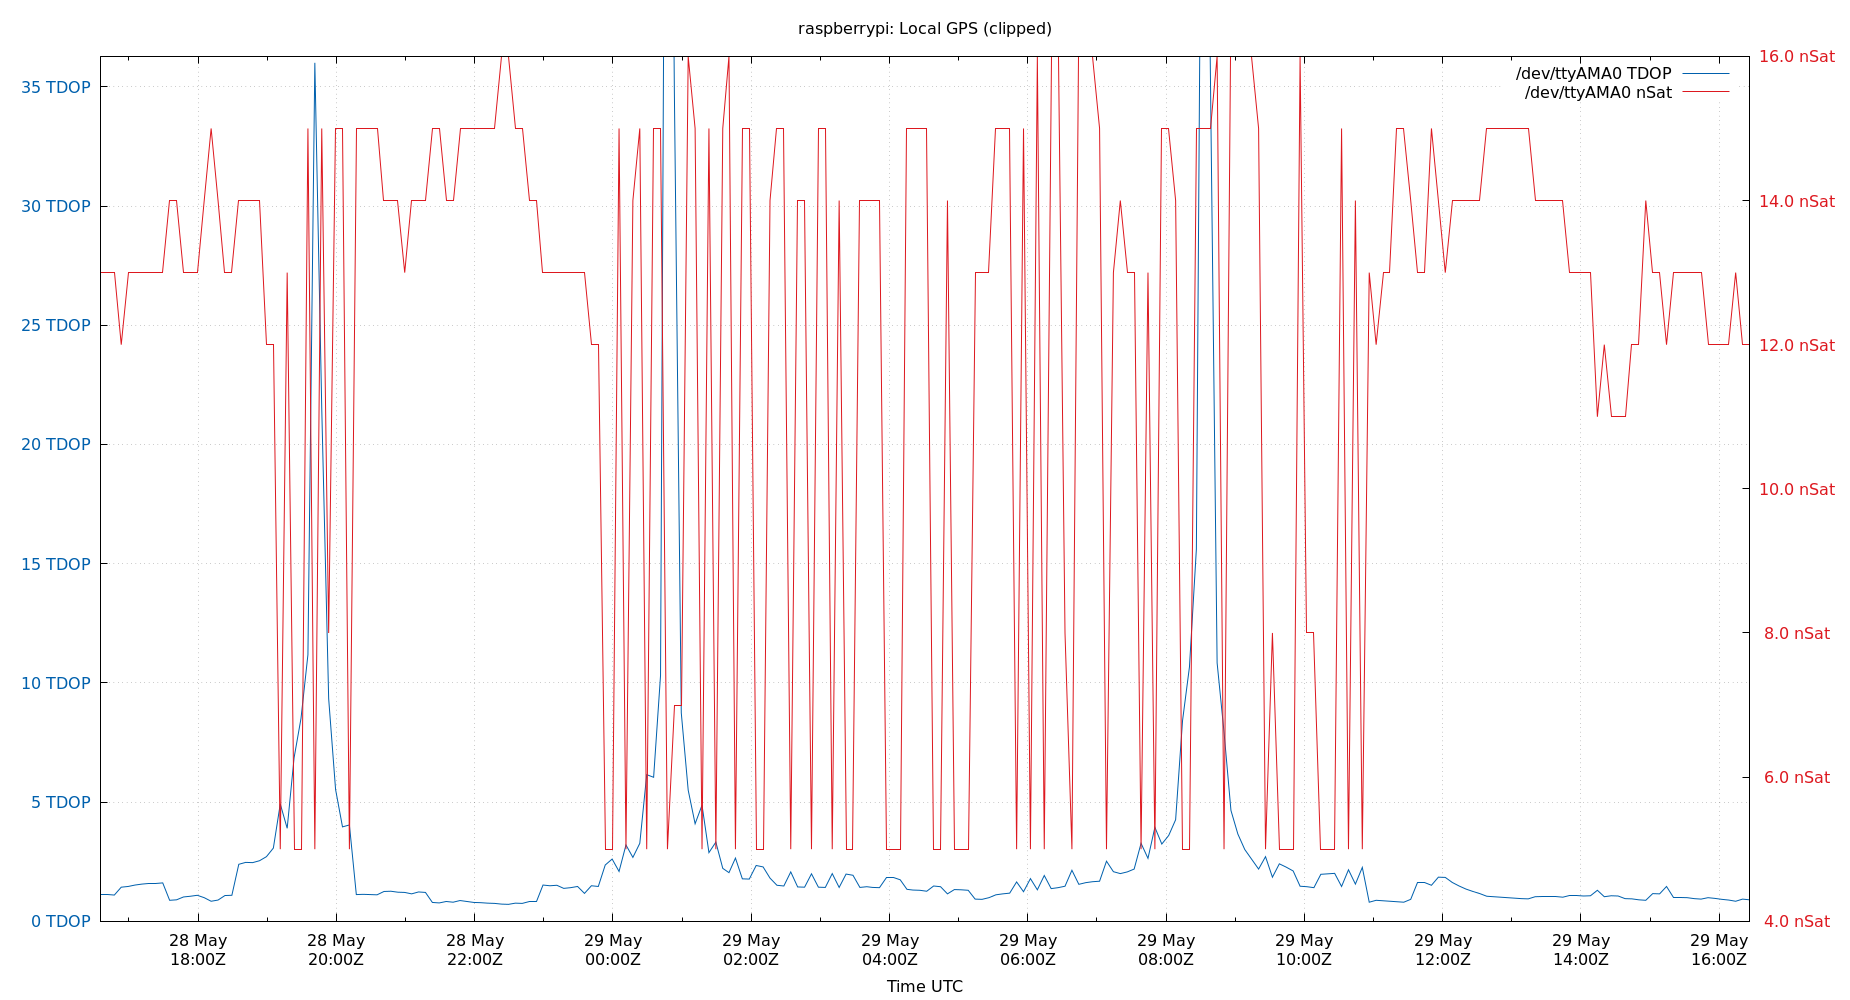 raspberrypi: Local GPS (clipped)
/dev/ttyAMA0 TDOP
/dev/ttyAMA0 nSat
35 TDOP
30 TDOP
25 TDOP
20 TDOP
15 TDOP
10 TDOP
5 TDOP
0 TDOP
16.0 nSat
14.0 nSat
12.0 nSat
10.0 nSat
8.0 nSat
6.0 nSat
4.0 nSat
28 May
18:00Z
28 May
20:00Z
28 May
22:00Z
29 May
00:00Z
29 May
02:00Z
29 May
04:00Z
29 May
06:00Z
29 May
08:00Z
29 May
10:00Z
29 May
12:00Z
29 May
14:00Z
29 May
16:00Z
Time UTC